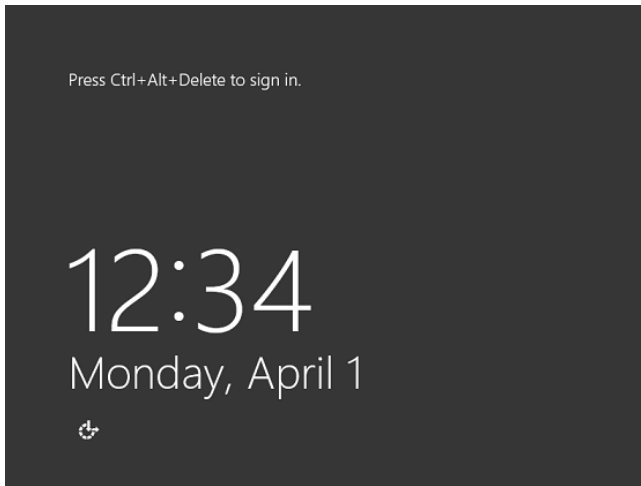 Press Ctrl+Alt+Delete to sign in.
12:34
Monday, April 1